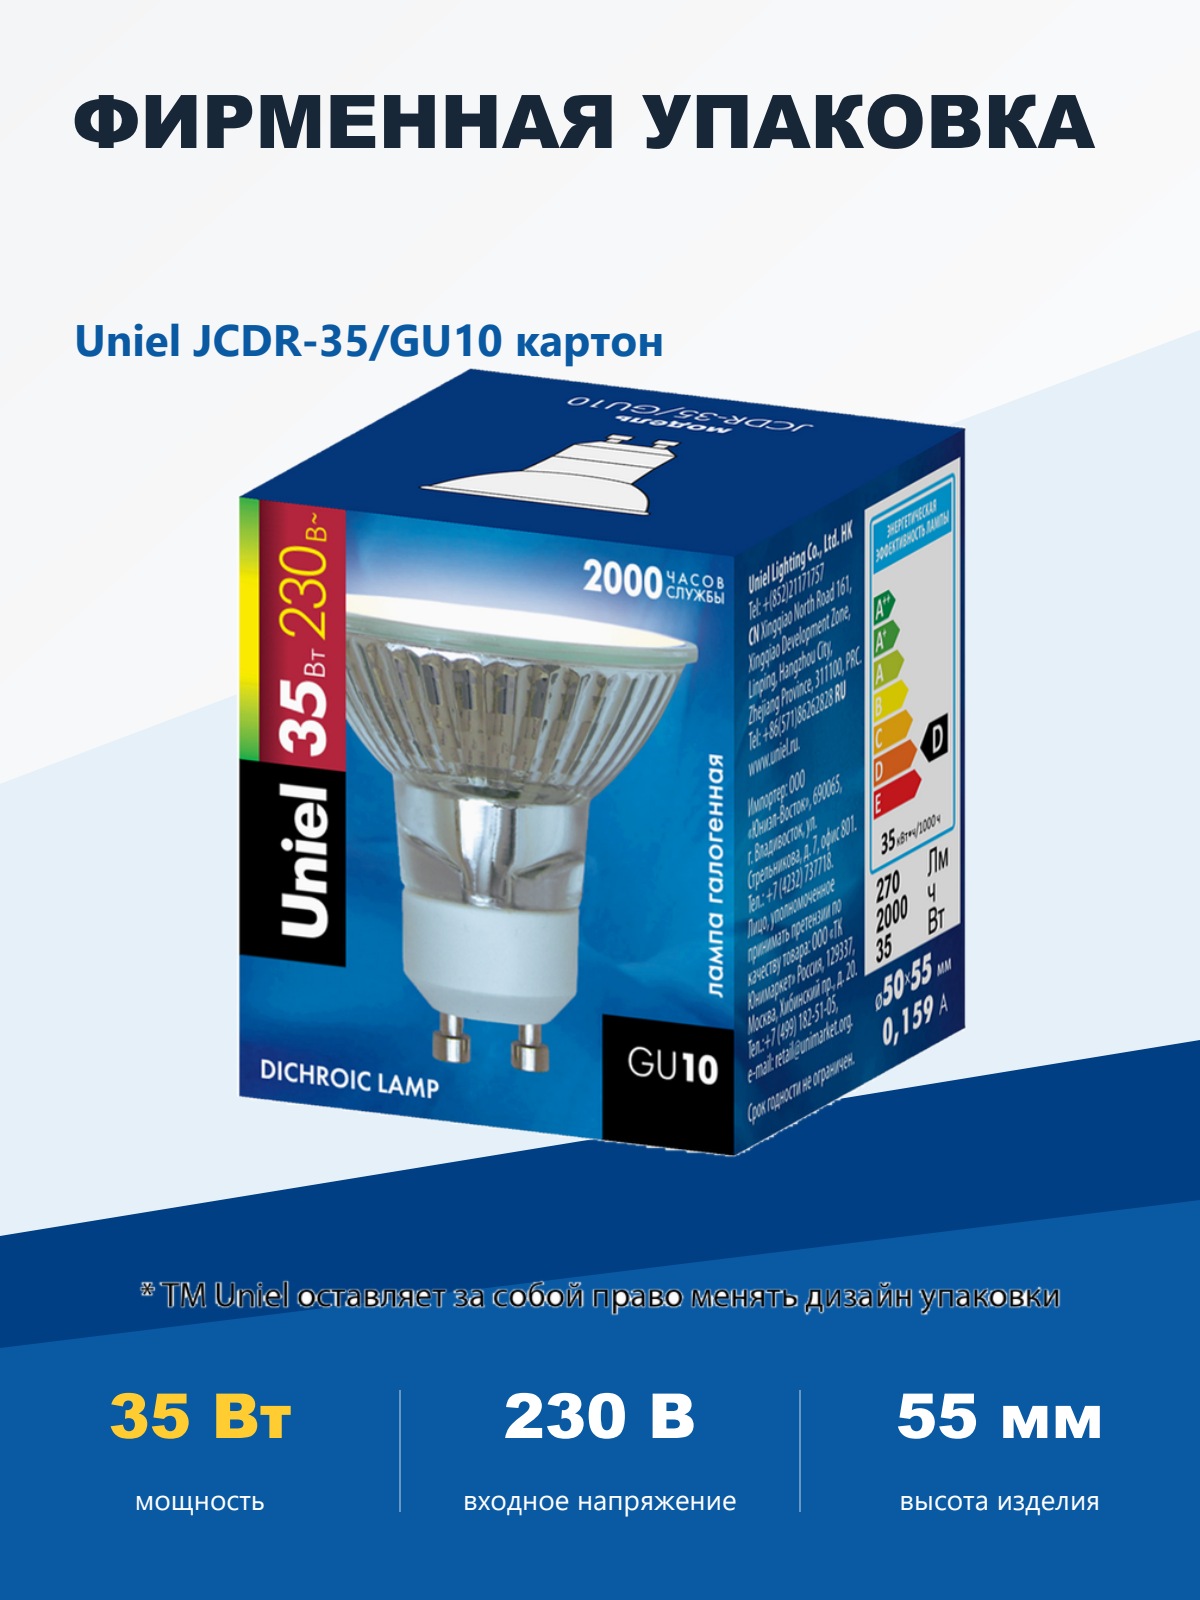 ФИРМЕННАЯ УПАКОВКА
Uniel JCDR-35/GU10 картон
модель
JCDR-35/GU10
Uniel 35Вт 230В~
2000 ЧАСОВ
СЛУЖБЫ
лампа галогенная
DICHROIC LAMP
GU10
Uniel Lighting Co., Ltd. HK
Tel: +(852)21171757
CN Xingqiao North Road 161,
Xingqiao Development Zone,
Linping, Hangzhou City,
Zhejiang Province, 311100, PRC.
Tel: +86(571)86262828 RU
www.uniel.ru.
Импортер: ООО
«Юниэл-Восток», 690065,
г. Владивосток, ул.
Стрельникова, д. 7, офис 801.
Тел.: +7 (4232) 737718.
Лицо, уполномоченное
принимать претензии по
качеству товара: ООО «ТК
Юнимаркет» Россия, 129337,
Москва, Хибинский пр., д. 20.
Тел.:+7 (499) 182-51-05,
e-mail: retail@unimarket.org.
Срок годности не ограничен.
ЭНЕРГЕТИЧЕСКАЯ
ЭФФЕКТИВНОСТЬ ЛАМПЫ
A++
A+
A
B
C
D
D
E
35 кВт•ч/1000 ч
270 Лм
2000 ч
35 Вт
ø50×55 мм
0,159 А
* ТМ Uniel оставляет за собой право менять дизайн упаковки
35 Вт
мощность
230 В
входное напряжение
55 мм
высота изделия